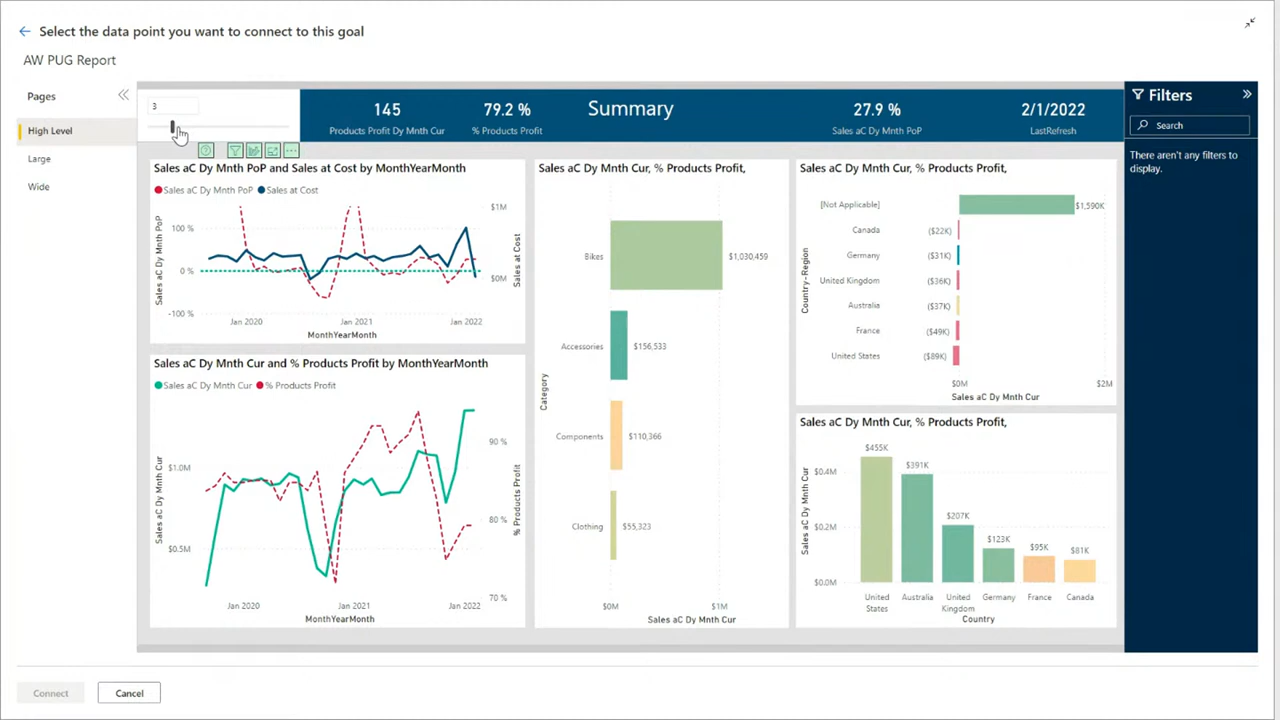 Select the data point you want to connect to this goal
AW PUG Report
Pages
High Level
Large
Wide
3
145
Products Profit Dy Mnth Cur
79.2 %
% Products Profit
Summary
27.9 %
Sales aC Dy Mnth PoP
2/1/2022
LastRefresh
Filters
Search
There aren't any filters to
display.
Sales aC Dy Mnth PoP and Sales at Cost by MonthYearMonth
Sales aC Dy Mnth PoP Sales at Cost
Sales aC Dy Mnth PoP
100 %
0 %
-100 %
$1M
$0M
Sales at Cost
Jan 2020 Jan 2021 Jan 2022
MonthYearMonth
Sales aC Dy Mnth Cur and % Products Profit by MonthYearMonth
Sales aC Dy Mnth Cur % Products Profit
Sales aC Dy Mnth Cur
$1.0M
$0.5M
90 %
80 %
70 %
% Products Profit
Jan 2020 Jan 2021 Jan 2022
MonthYearMonth
Sales aC Dy Mnth Cur, % Products Profit,
Category
Bikes $1,030,459
Accessories $156,533
Components $110,366
Clothing $55,323
$0M $1M
Sales aC Dy Mnth Cur
Sales aC Dy Mnth Cur, % Products Profit,
Country-Region
[Not Applicable] $1,590K
Canada ($22K)
Germany ($31K)
United Kingdom ($36K)
Australia ($37K)
France ($49K)
United States ($89K)
$0M $2M
Sales aC Dy Mnth Cur
Sales aC Dy Mnth Cur, % Products Profit,
Sales aC Dy Mnth Cur
$0.4M
$0.2M
$0.0M
$455K
$391K
$207K
$123K
$95K
$81K
United
States
Australia
United
Kingdom
Germany
France
Canada
Country
Connect
Cancel